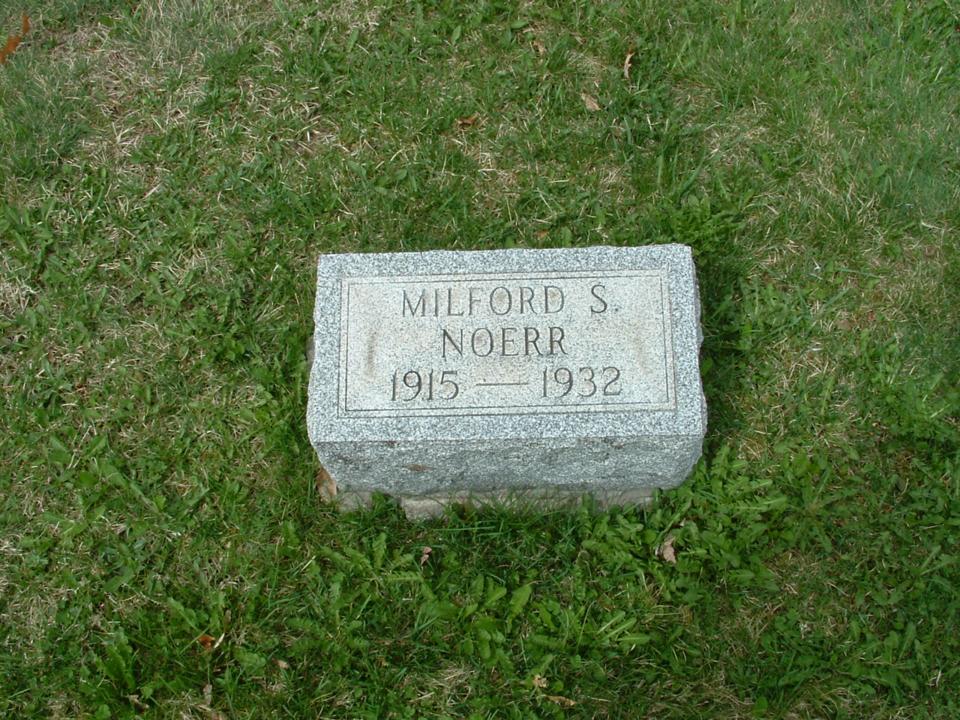 MILFORD S.
NOERR
1915 — 1932